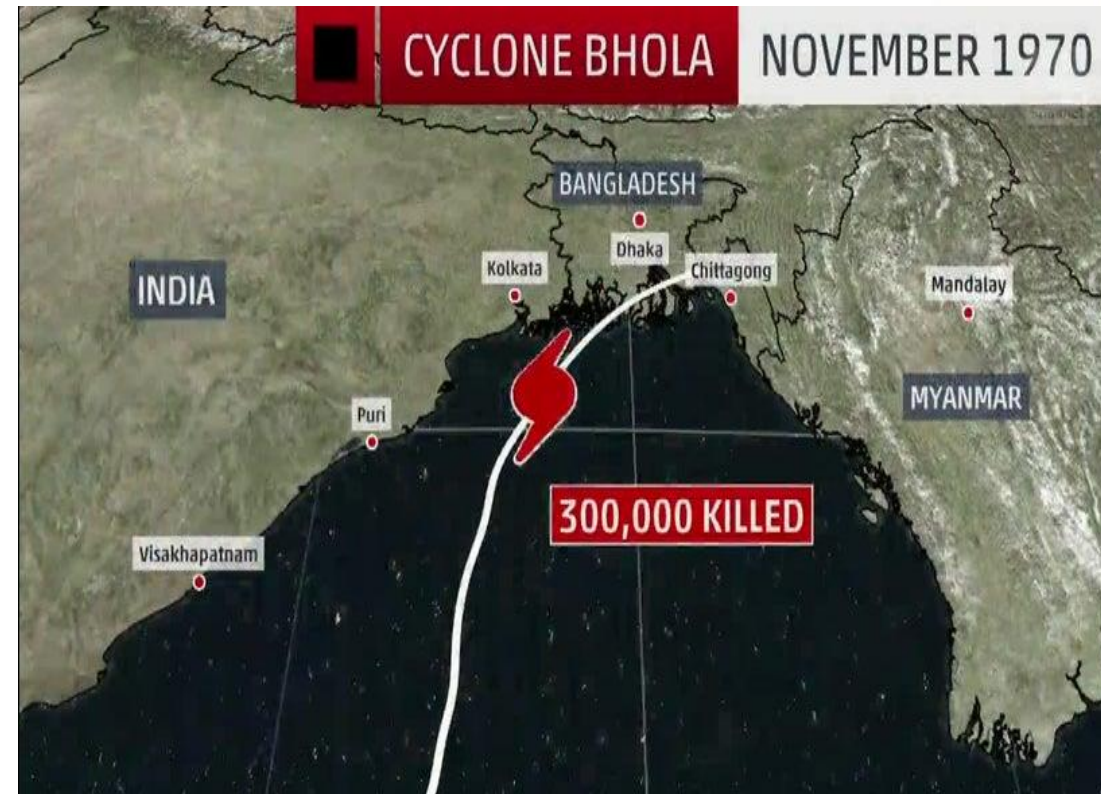 CYCLONE BHOLA
NOVEMBER 1970
BANGLADESH
Dhaka
Kolkata
Chittagong
INDIA
Mandalay
MYANMAR
Puri
300,000 KILLED
Visakhapatnam